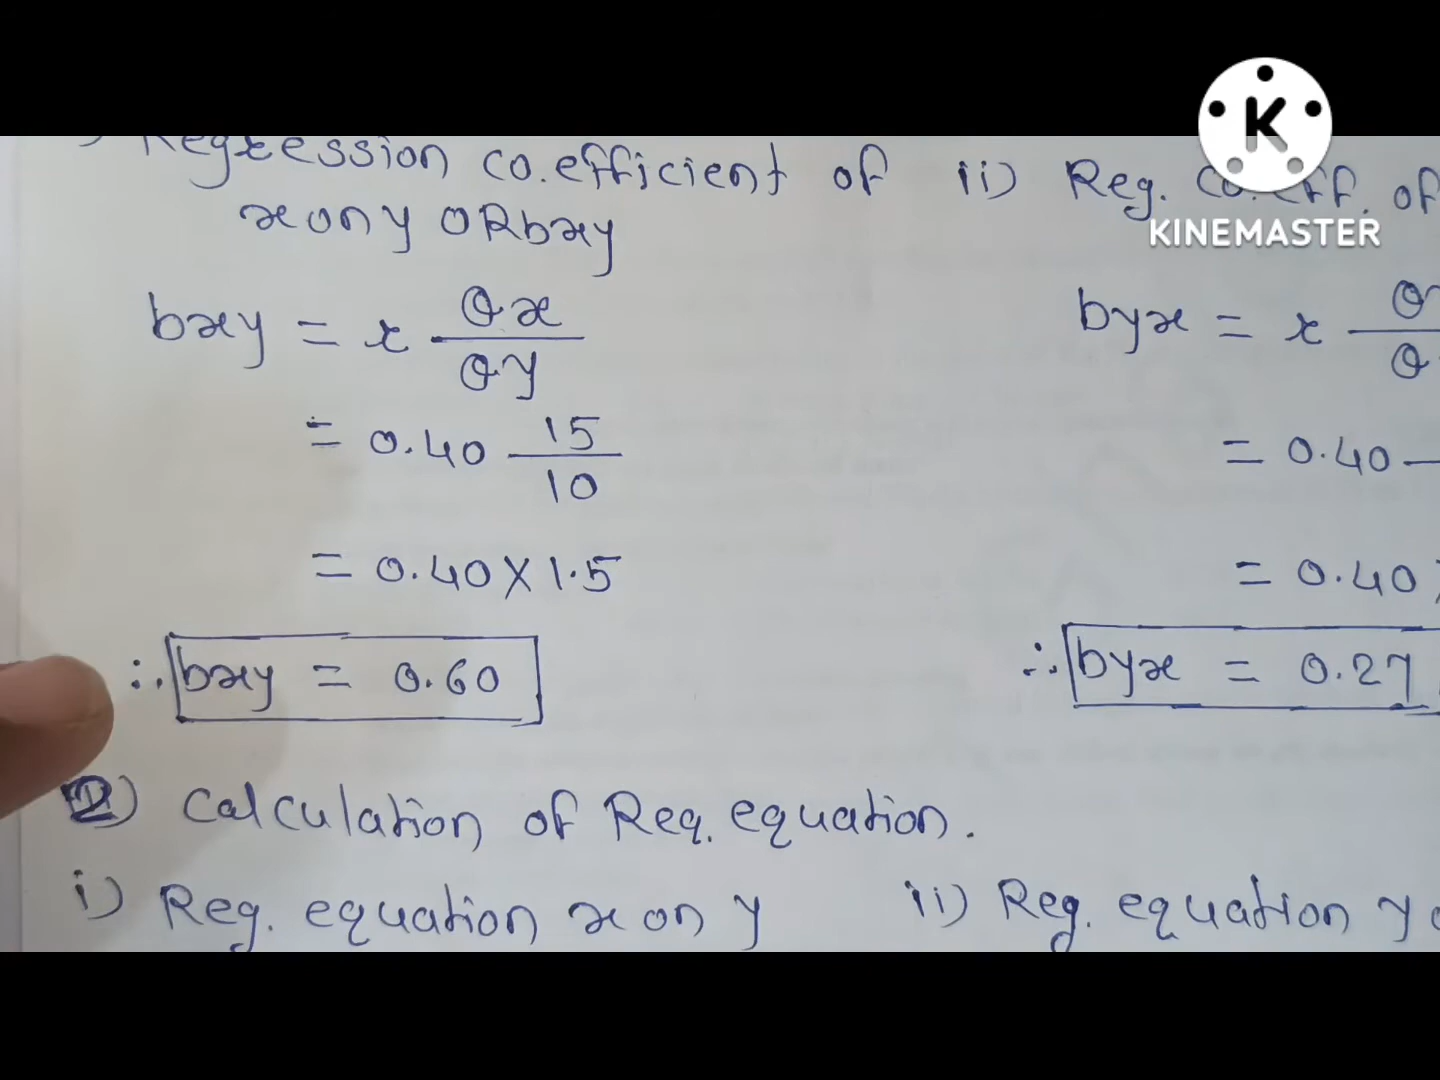 Regression co.efficient of
x on y OR bxy
bxy = r σx / σy
= 0.40 15 / 10
= 0.40 X 1.5
∴ bxy = 0.60
ii) Reg. co.eff. of
byx = r
= 0.40
= 0.40
∴ byx = 0.27
2) Calculation of Reg. equation.
i) Reg. equation x on y
ii) Reg. equation y
K
KINEMASTER